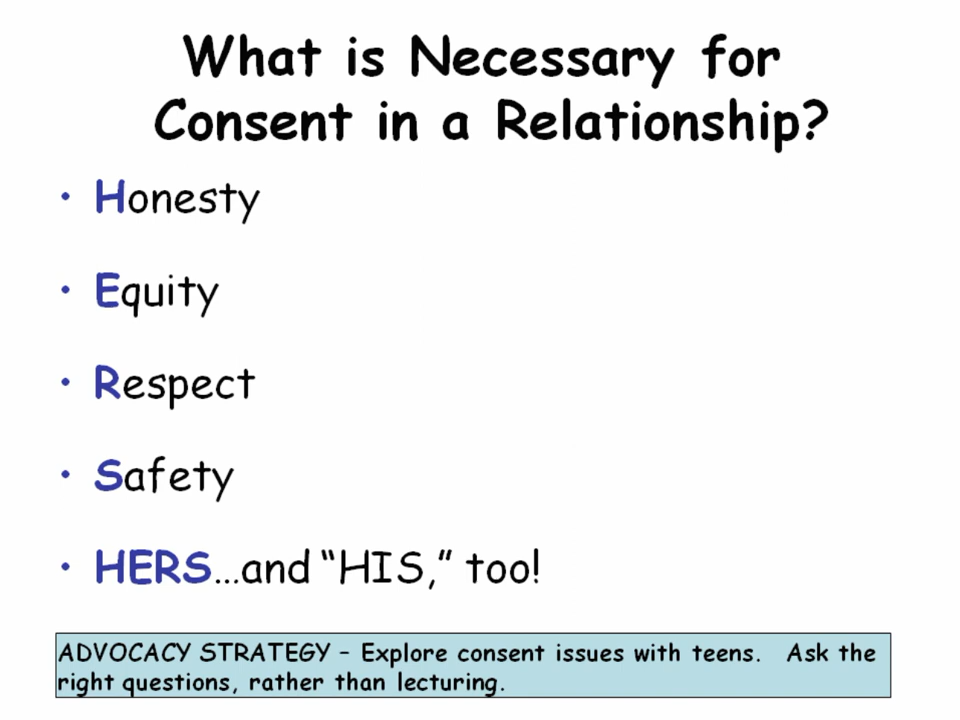 What is Necessary for
Consent in a Relationship?
• Honesty
• Equity
• Respect
• Safety
• HERS…and “HIS,” too!
ADVOCACY STRATEGY – Explore consent issues with teens. Ask the
right questions, rather than lecturing.